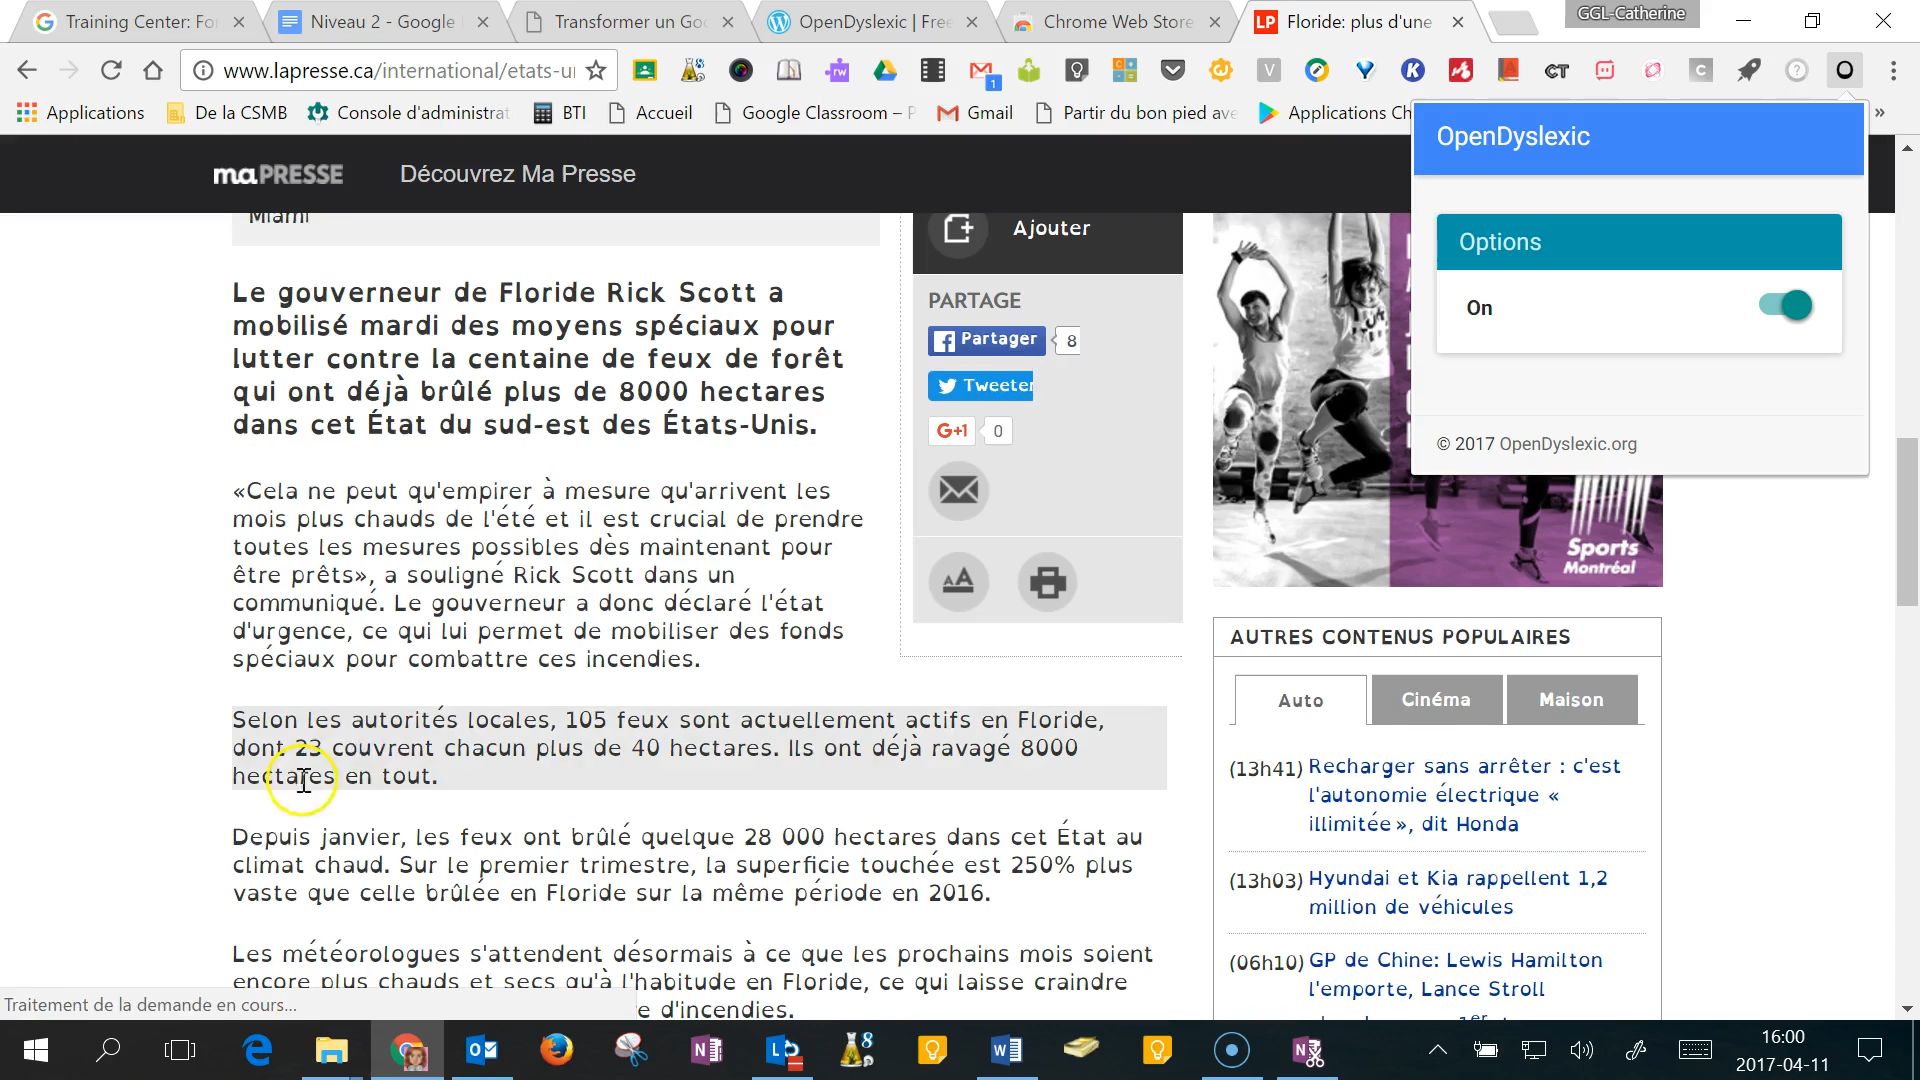 Training Center: Fo
Niveau 2 - Google
Transformer un Goo
OpenDyslexic | Free
Chrome Web Store
LP Floride: plus d'une
GGL-Catherine
www.lapresse.ca/international/etats-u
Applications
De la CSMB
Console d'administrat
BTI
Accueil
Google Classroom – P
Gmail
Partir du bon pied ave
Applications Ch
»
OpenDyslexic
Options
On
© 2017 OpenDyslexic.org
maPRESSE
Découvrez Ma Presse
Miami
Le gouverneur de Floride Rick Scott a
mobilisé mardi des moyens spéciaux pour
lutter contre la centaine de feux de forêt
qui ont déjà brûlé plus de 8000 hectares
dans cet État du sud-est des États-Unis.
«Cela ne peut qu'empirer à mesure qu'arrivent les
mois plus chauds de l'été et il est crucial de prendre
toutes les mesures possibles dès maintenant pour
être prêts», a souligné Rick Scott dans un
communiqué. Le gouverneur a donc déclaré l'état
d'urgence, ce qui lui permet de mobiliser des fonds
spéciaux pour combattre ces incendies.
Selon les autorités locales, 105 feux sont actuellement actifs en Floride,
dont 23 couvrent chacun plus de 40 hectares. Ils ont déjà ravagé 8000
hectares en tout.
Depuis janvier, les feux ont brûlé quelque 28 000 hectares dans cet État au
climat chaud. Sur le premier trimestre, la superficie touchée est 250% plus
vaste que celle brûlée en Floride sur la même période en 2016.
Les météorologues s'attendent désormais à ce que les prochains mois soient
encore plus chauds et secs qu'à l'habitude en Floride, ce qui laisse craindre
e d'incendies.
Ajouter
PARTAGE
Partager
8
Tweeter
G+1
0
AA
Sports
Montréal
AUTRES CONTENUS POPULAIRES
Auto
Cinéma
Maison
(13h41) Recharger sans arrêter : c'est
l'autonomie électrique «
illimitée », dit Honda
(13h03) Hyundai et Kia rappellent 1,2
million de véhicules
(06h10) GP de Chine: Lewis Hamilton
l'emporte, Lance Stroll
Traitement de la demande en cours...
16:00
2017-04-11